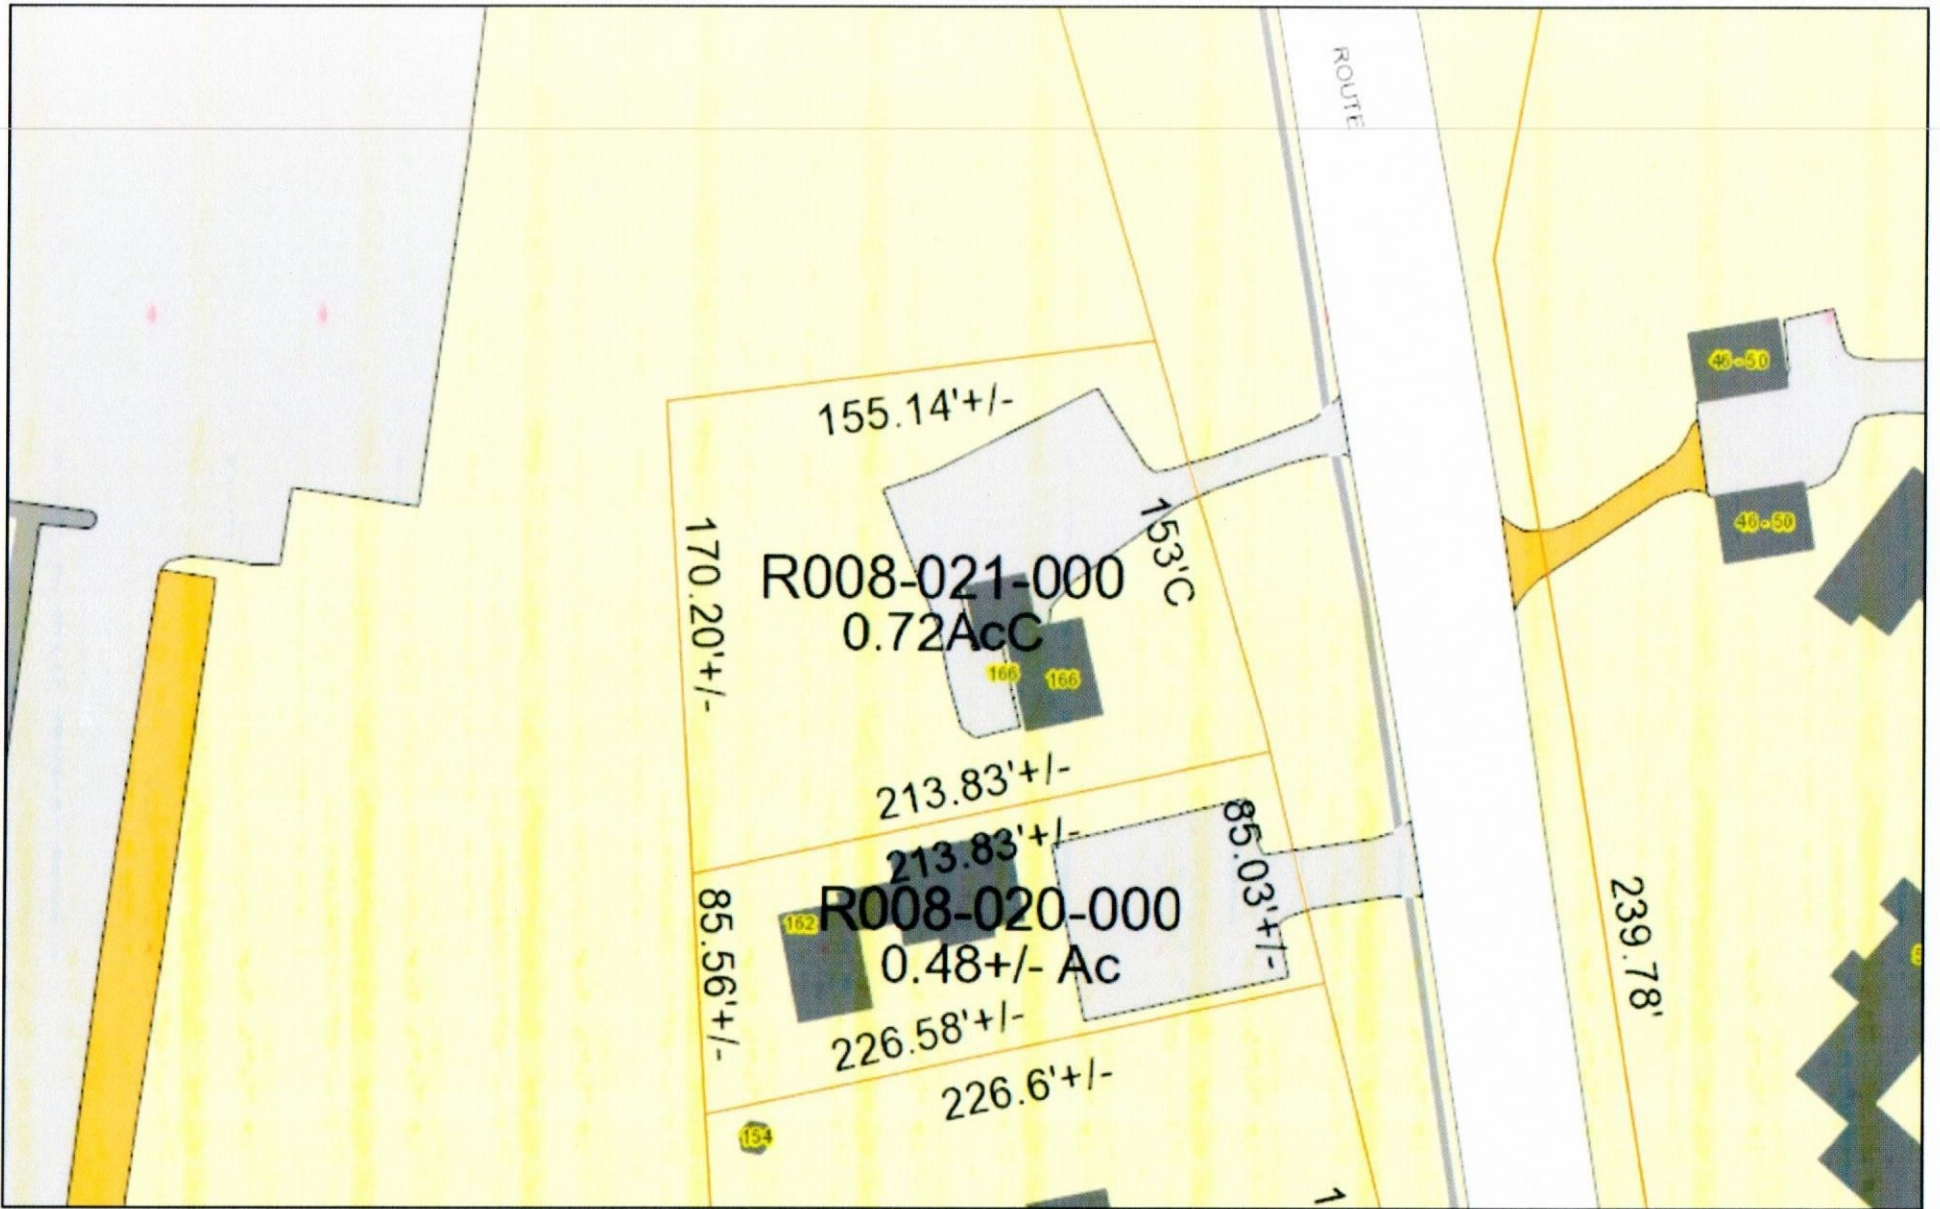 ROUTE
46-50
155.14'+/-
153'C
170.20'+/-
46-50
R008-021-000
0.72AcC
166
166
213.83'+/-
213.83'+/-
85.03'+/-
R008-020-000
162
85.56'+/-
0.48+/- Ac
239.78'
226.58'+/-
226.6'+/-
154
1